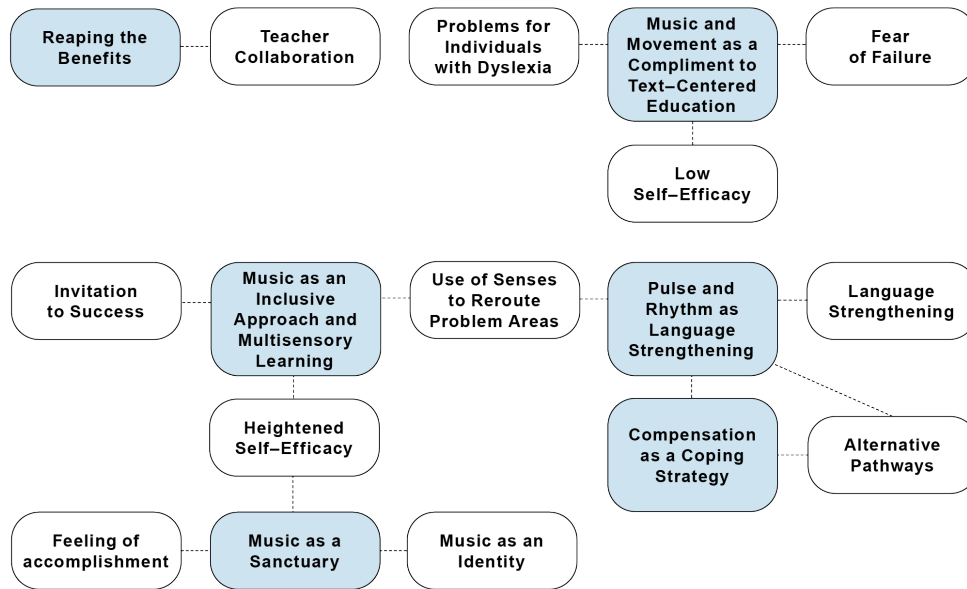 Reaping the
Benefits
Teacher
Collaboration
Problems for
Individuals
with Dyslexia
Music and
Movement as a
Compliment to
Text–Centered
Education
Fear
of Failure
Low
Self–Efficacy
Invitation
to Success
Music as an
Inclusive
Approach and
Multisensory
Learning
Use of Senses
to Reroute
Problem Areas
Pulse and
Rhythm as
Language
Strengthening
Language
Strengthening
Heightened
Self–Efficacy
Compensation
as a Coping
Strategy
Alternative
Pathways
Feeling of
accomplishment
Music as a
Sanctuary
Music as an
Identity